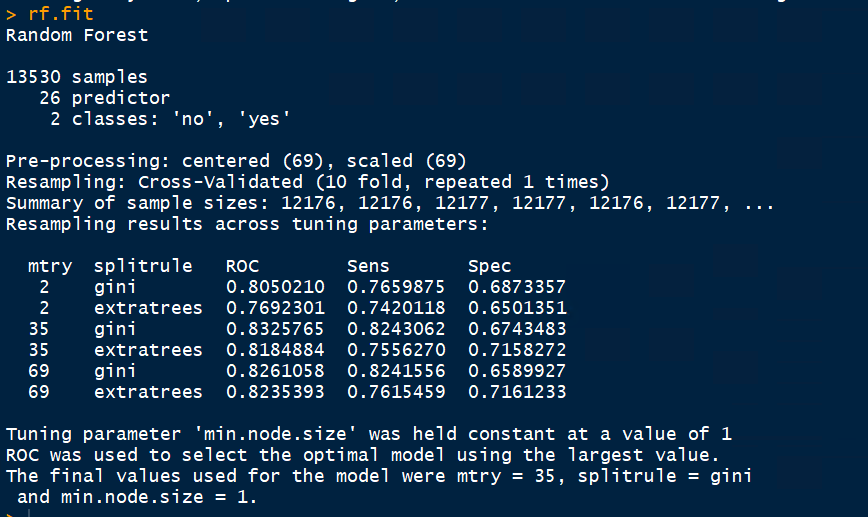 > rf.fit
Random Forest
13530 samples
26 predictor
2 classes: 'no', 'yes'
Pre-processing: centered (69), scaled (69)
Resampling: Cross-Validated (10 fold, repeated 1 times)
Summary of sample sizes: 12176, 12176, 12177, 12177, 12176, 12177, ...
Resampling results across tuning parameters:
mtry splitrule ROC Sens Spec
2 gini 0.8050210 0.7659875 0.6873357
2 extratrees 0.7692301 0.7420118 0.6501351
35 gini 0.8325765 0.8243062 0.6743483
35 extratrees 0.8184884 0.7556270 0.7158272
69 gini 0.8261058 0.8241556 0.6589927
69 extratrees 0.8235393 0.7615459 0.7161233
Tuning parameter 'min.node.size' was held constant at a value of 1
ROC was used to select the optimal model using the largest value.
The final values used for the model were mtry = 35, splitrule = gini
and min.node.size = 1.
>